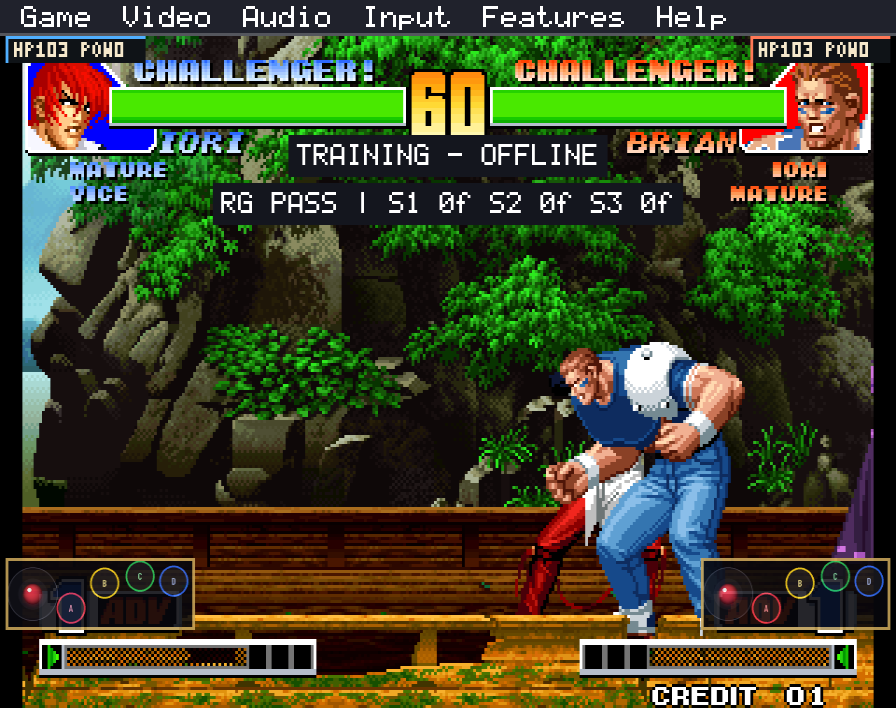 Game Video Audio Input Features Help
HP103 POW0 HP103 POW0
CHALLENGER! 60 CHALLENGER!
IORI BRIAN
TRAINING - OFFLINE
MATURE IORI
VICE MATURE
RG PASS | S1 0f S2 0f S3 0f
A B C D A B C D
ADV
CREDIT 01